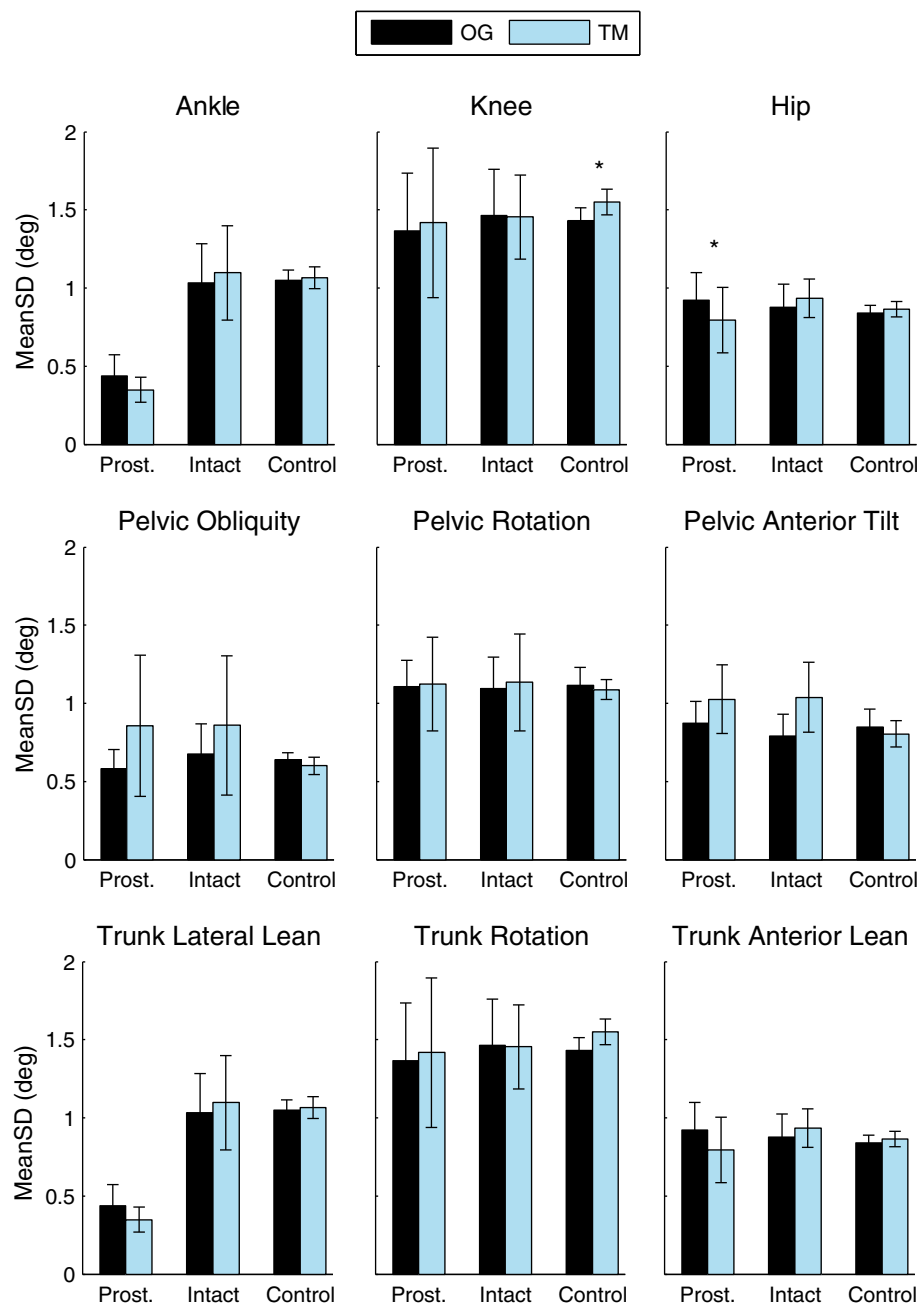 OG TM
Ankle Knee Hip
2
1.5
1
0.5
0
MeanSD (deg)
*
*
Prost. Intact Control Prost. Intact Control Prost. Intact Control
Pelvic Obliquity Pelvic Rotation Pelvic Anterior Tilt
2
1.5
1
0.5
0
MeanSD (deg)
Prost. Intact Control Prost. Intact Control Prost. Intact Control
Trunk Lateral Lean Trunk Rotation Trunk Anterior Lean
2
1.5
1
0.5
0
MeanSD (deg)
Prost. Intact Control Prost. Intact Control Prost. Intact Control